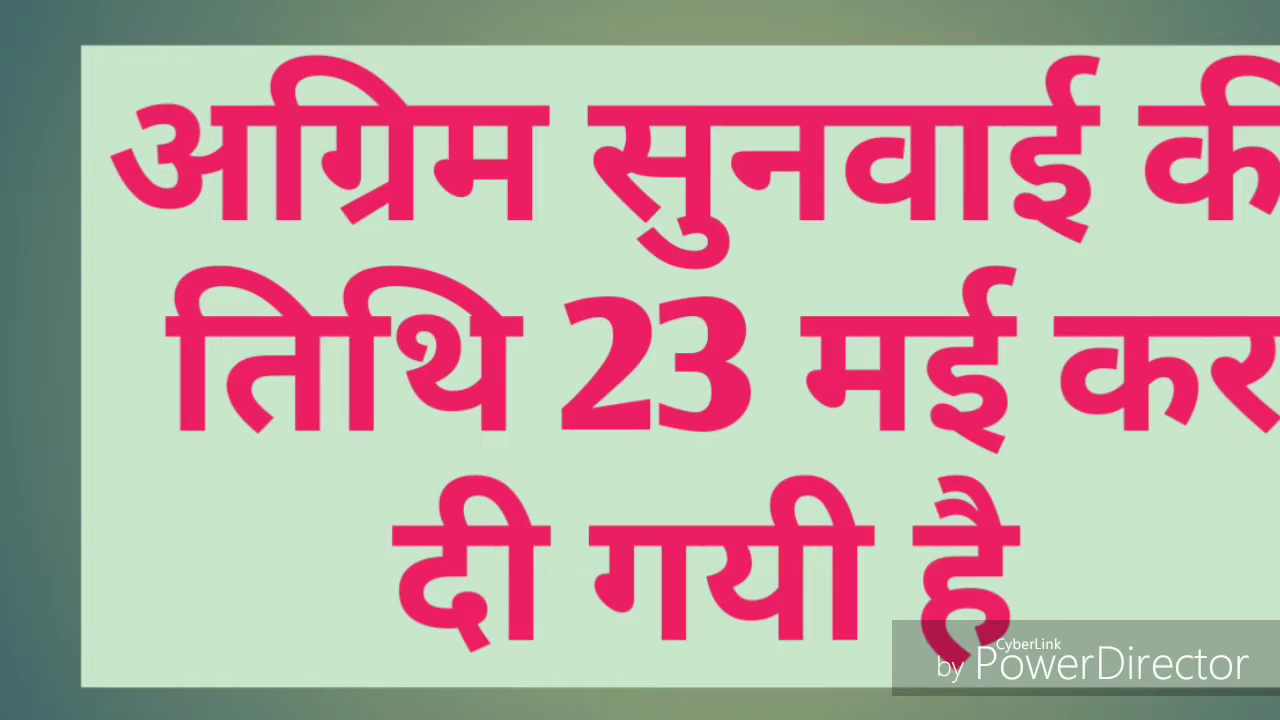 अग्रिम सुनवाई की
तिथि 23 मई कर
दी गयी है
CyberLink
by PowerDirector